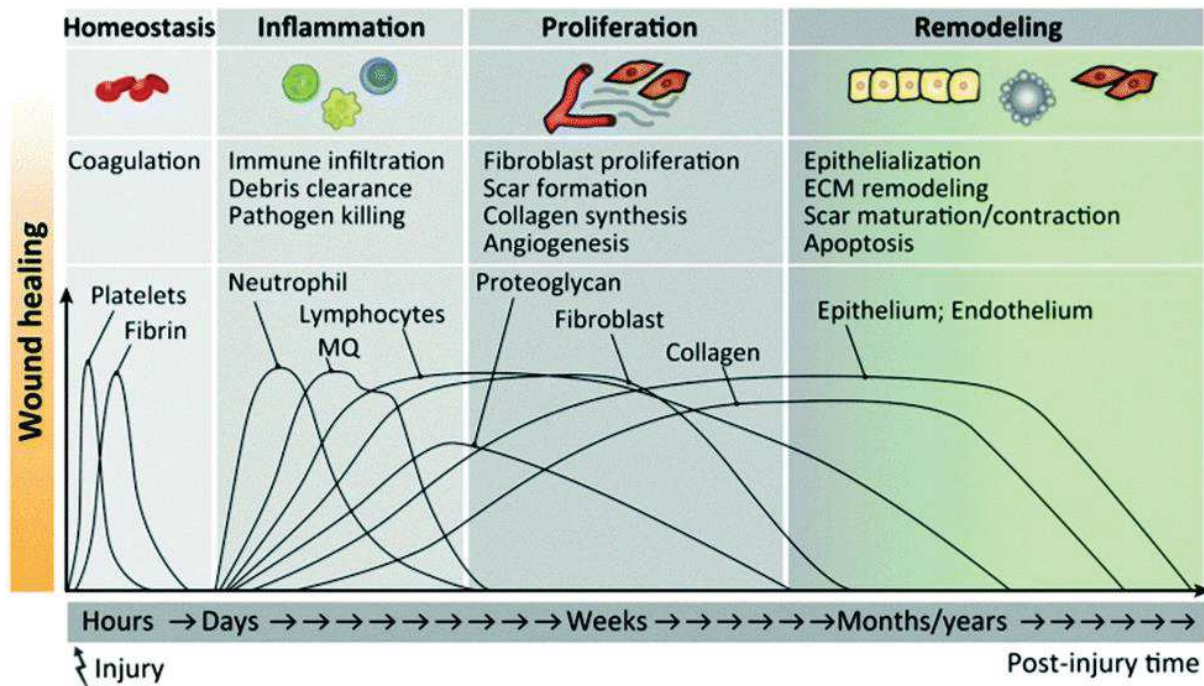 Homeostasis
Inflammation
Proliferation
Remodeling
Coagulation
Immune infiltration
Debris clearance
Pathogen killing
Fibroblast proliferation
Scar formation
Collagen synthesis
Angiogenesis
Epithelialization
ECM remodeling
Scar maturation/contraction
Apoptosis
Wound healing
Platelets
Fibrin
Neutrophil
Lymphocytes
MQ
Proteoglycan
Fibroblast
Collagen
Epithelium; Endothelium
Hours → Days → → → → → → → → → → → Weeks → → → → → → → Months/years → → → → → → →
Injury
Post-injury time